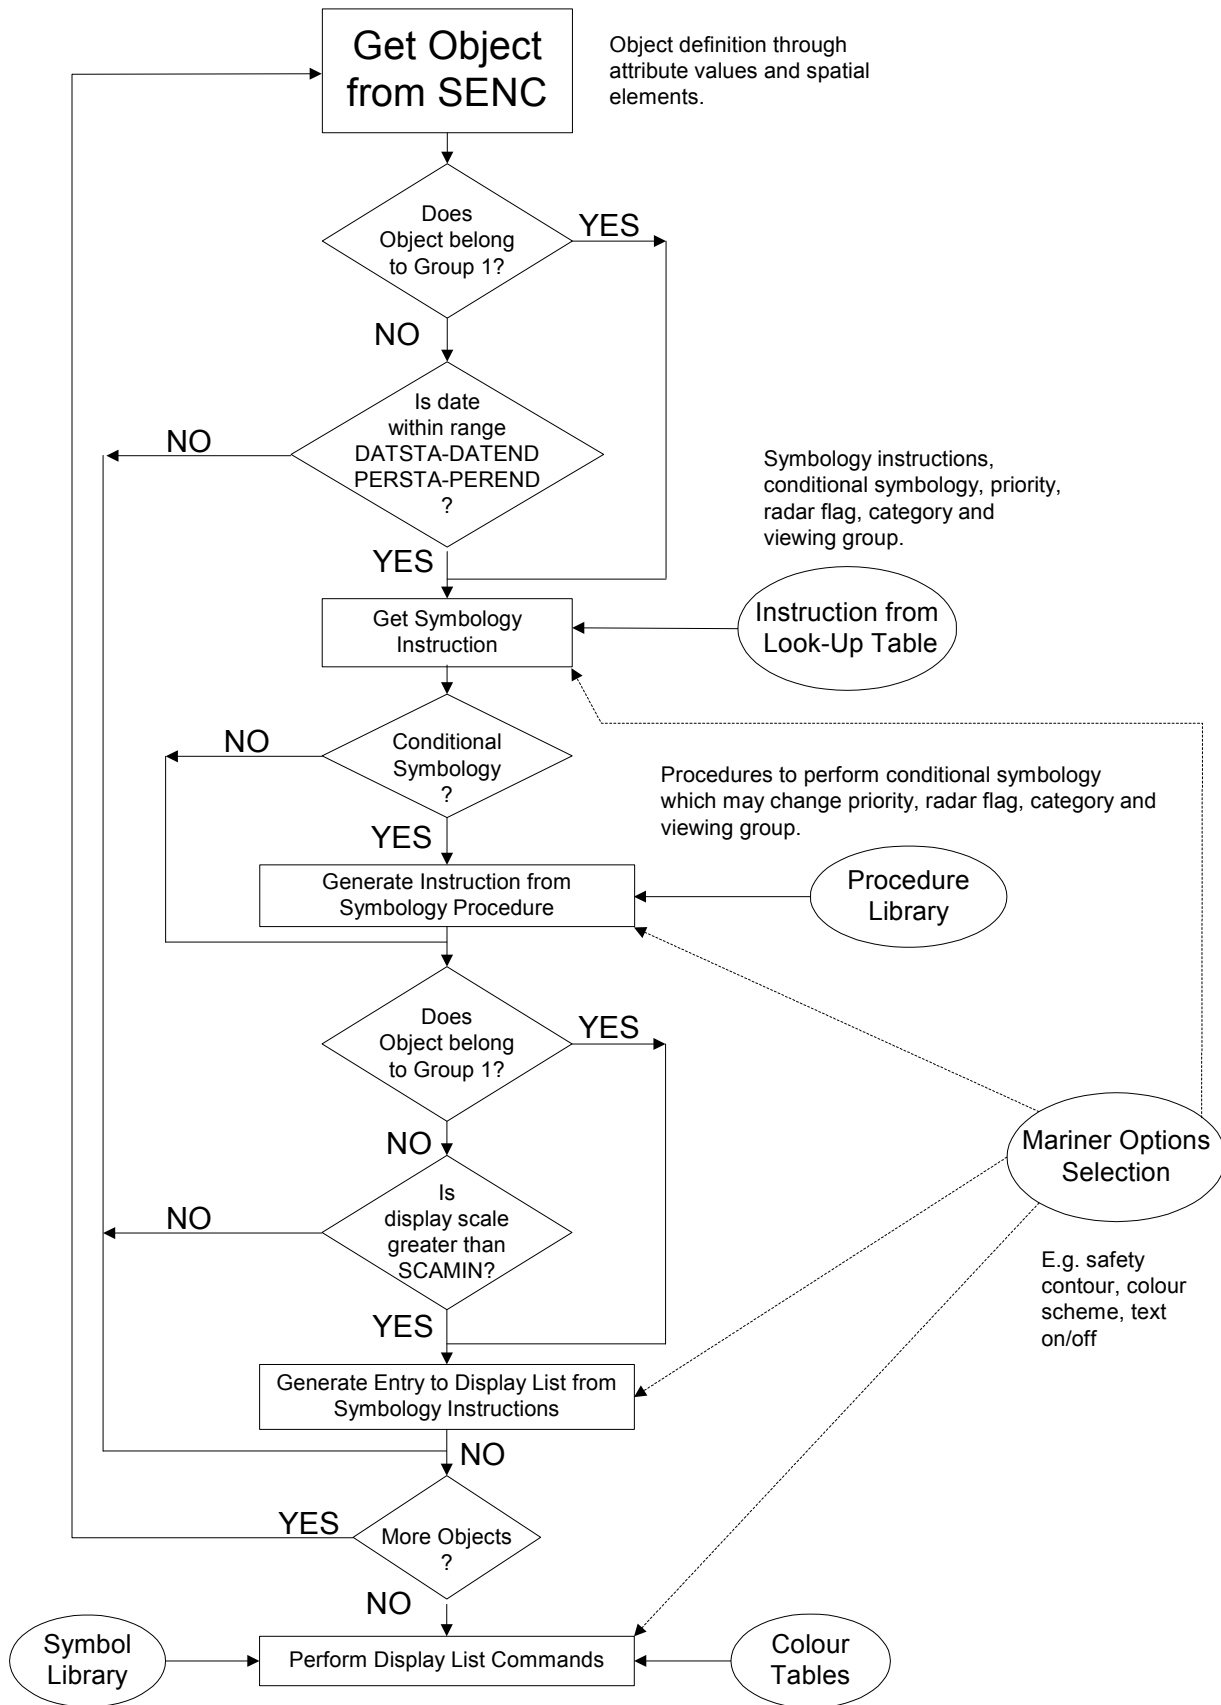 Get Object
from SENC
Object definition through
attribute values and spatial
elements.
Does
Object belong
to Group 1?
YES
NO
Is date
within range
DATSTA-DATEND
PERSTA-PEREND
?
NO
YES
Symbology instructions,
conditional symbology, priority,
radar flag, category and
viewing group.
Get Symbology
Instruction
Instruction from
Look-Up Table
Conditional
Symbology
?
NO
YES
Procedures to perform conditional symbology
which may change priority, radar flag, category and
viewing group.
Generate Instruction from
Symbology Procedure
Procedure
Library
Does
Object belong
to Group 1?
YES
NO
Mariner Options
Selection
Is
display scale
greater than
SCAMIN?
NO
YES
E.g. safety
contour, colour
scheme, text
on/off
Generate Entry to Display List from
Symbology Instructions
NO
More Objects
?
YES
NO
Symbol
Library
Perform Display List Commands
Colour
Tables